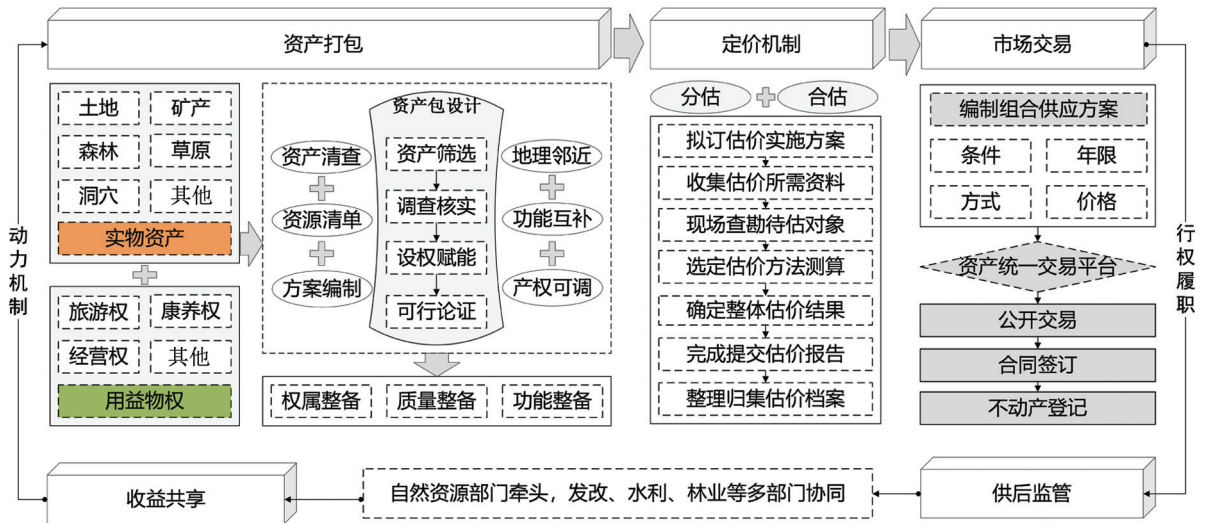 资产打包
定价机制
市场交易
动力机制
土地
矿产
森林
草原
洞穴
其他
实物资产
旅游权
康养权
经营权
其他
用益物权
资产清查
资源清单
方案编制
资产包设计
资产筛选
调查核实
设权赋能
可行论证
地理邻近
功能互补
产权可调
权属整备
质量整备
功能整备
分估
合估
拟订估价实施方案
收集估价所需资料
现场查勘待估对象
选定估价方法测算
确定整体估价结果
完成提交估价报告
整理归集估价档案
编制组合供应方案
条件
年限
方式
价格
资产统一交易平台
公开交易
合同签订
不动产登记
行权履职
收益共享
自然资源部门牵头，发改、水利、林业等多部门协同
供后监管